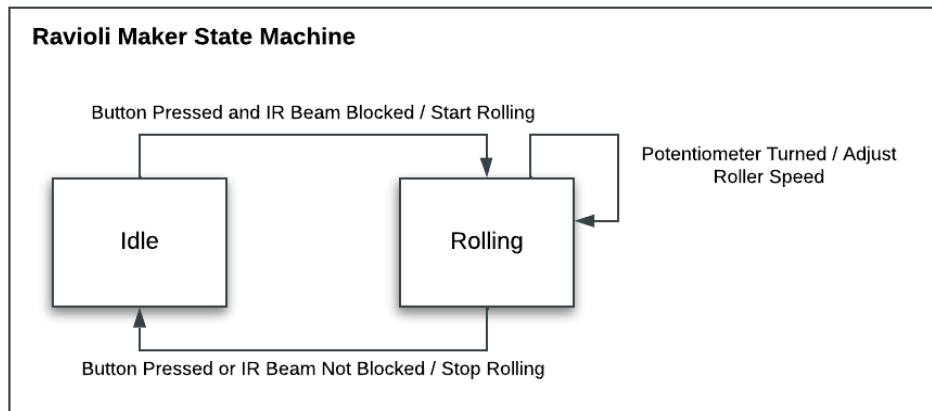 Ravioli Maker State Machine
Button Pressed and IR Beam Blocked / Start Rolling
Potentiometer Turned / Adjust
Roller Speed
Idle
Rolling
Button Pressed or IR Beam Not Blocked / Stop Rolling